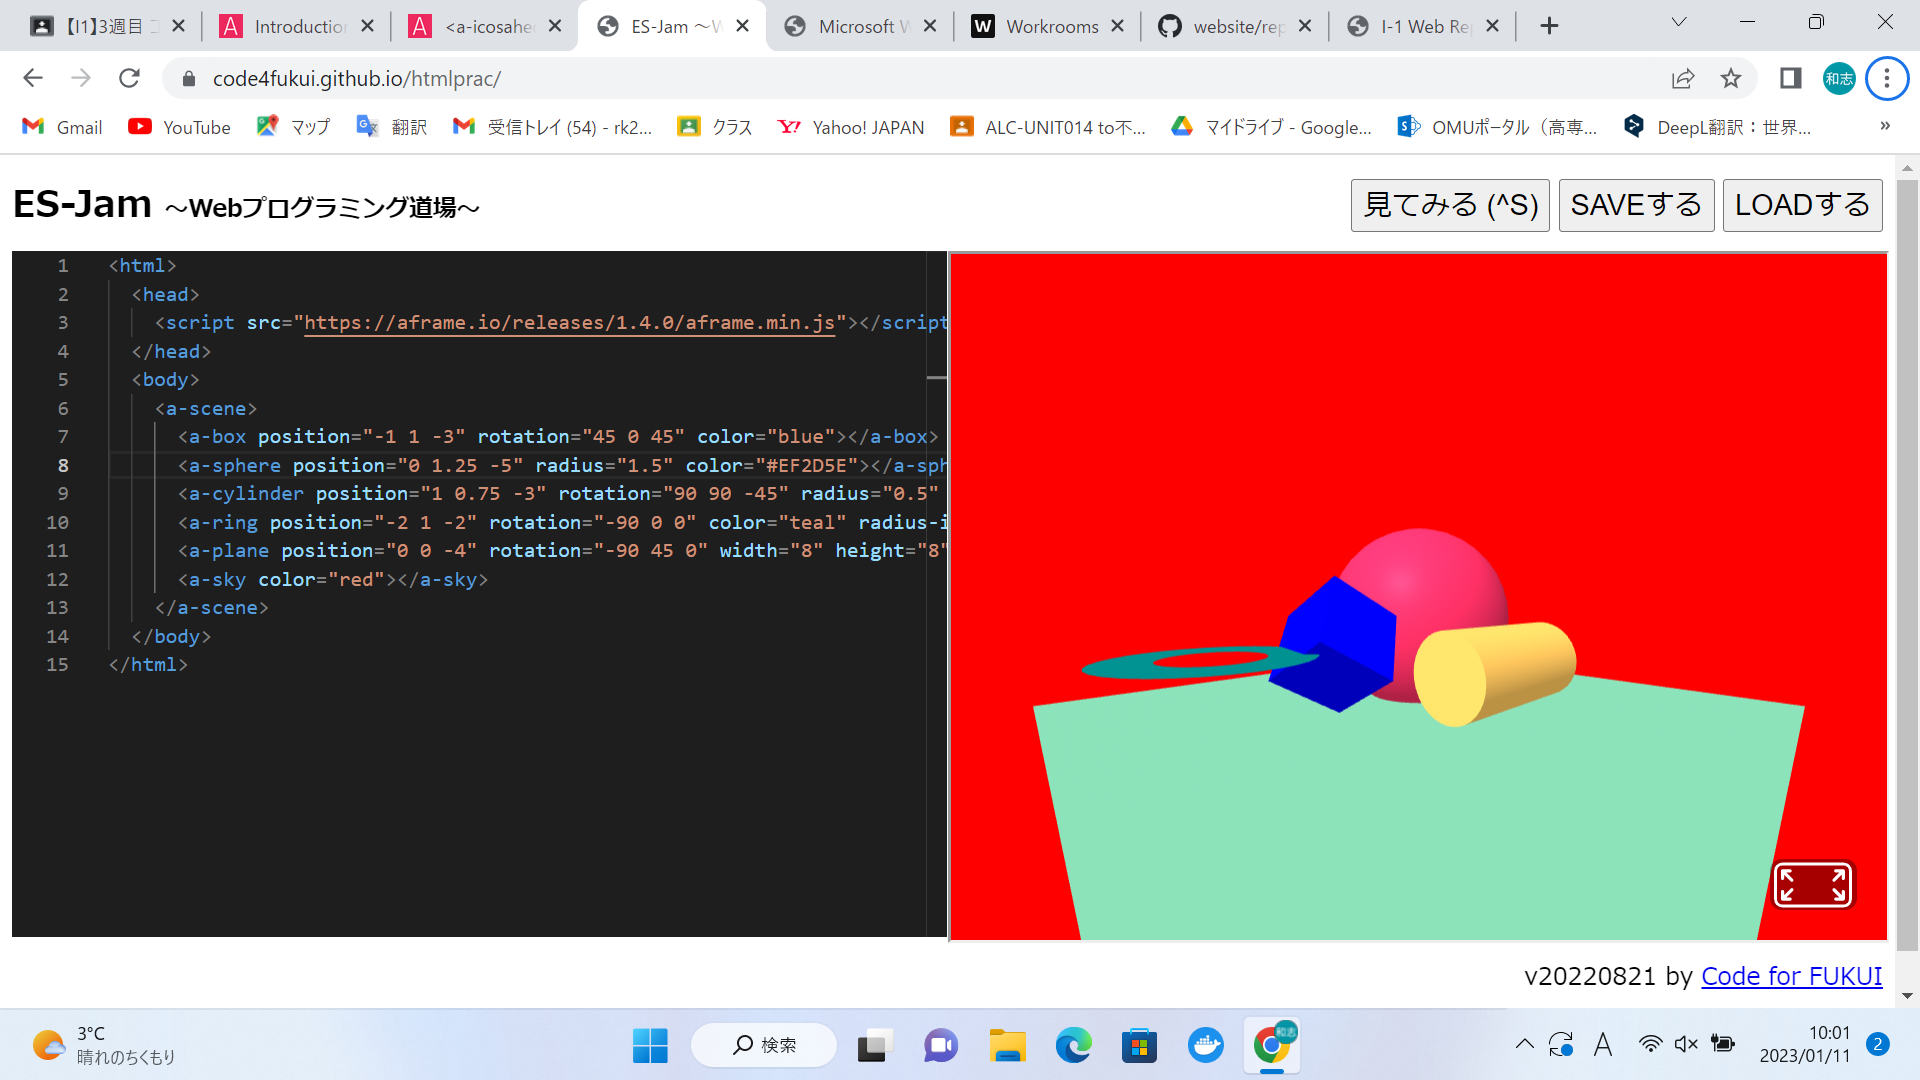 【I1】3週目 コ
Introduction
<a-icosahed
ES-Jam ～W
Microsoft W
Workrooms
website/rep
I-1 Web Rep
code4fukui.github.io/htmlprac/
和志
Gmail
YouTube
マップ
翻訳
受信トレイ (54) - rk2...
クラス
Yahoo! JAPAN
ALC-UNIT014 to不...
マイドライブ - Google...
OMUポータル（高専...
DeepL翻訳：世界...
»
ES-Jam ～Webプログラミング道場～
見てみる (^S)
SAVEする
LOADする
1 <html>
2 <head>
3 <script src="https://aframe.io/releases/1.4.0/aframe.min.js"></script
4 </head>
5 <body>
6 <a-scene>
7 <a-box position="-1 1 -3" rotation="45 0 45" color="blue"></a-box>
8 <a-sphere position="0 1.25 -5" radius="1.5" color="#EF2D5E"></a-sph
9 <a-cylinder position="1 0.75 -3" rotation="90 90 -45" radius="0.5"
10 <a-ring position="-2 1 -2" rotation="-90 0 0" color="teal" radius-i
11 <a-plane position="0 0 -4" rotation="-90 45 0" width="8" height="8"
12 <a-sky color="red"></a-sky>
13 </a-scene>
14 </body>
15 </html>
v20220821 by Code for FUKUI
3°C
晴れのちくもり
検索
和志
A
10:01
2023/01/11
2